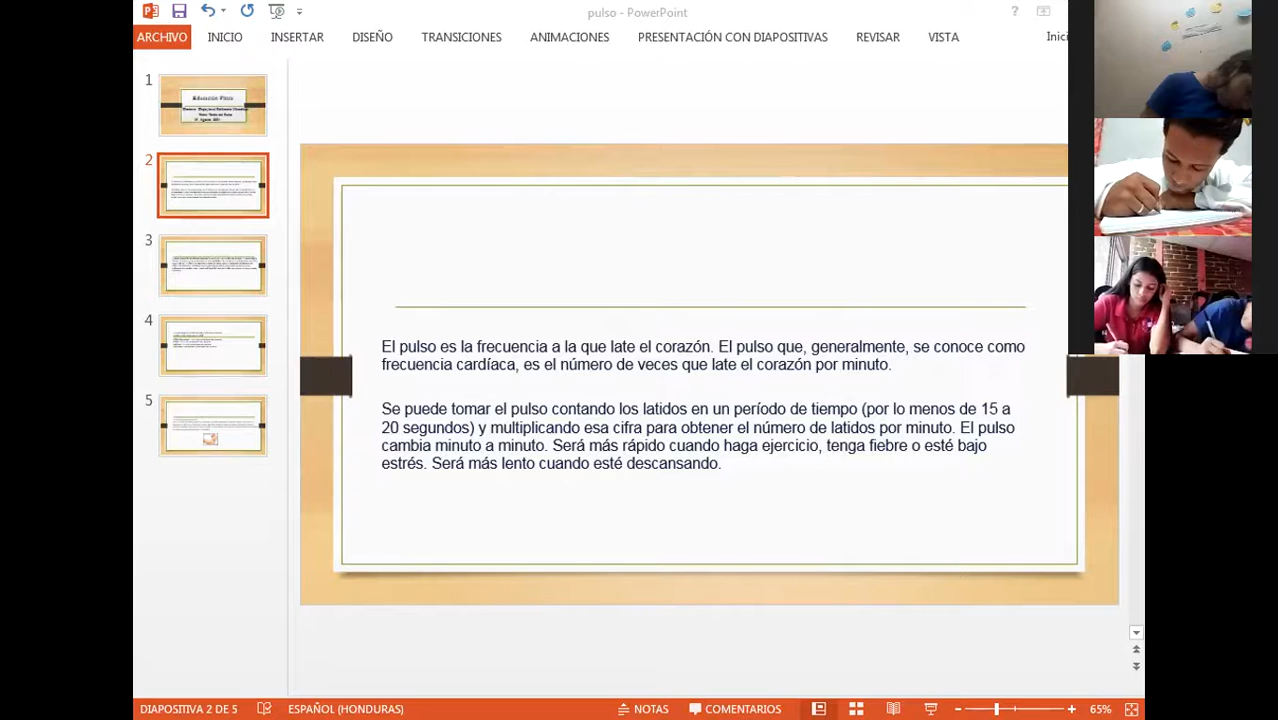 pulso - PowerPoint
?
ARCHIVO INICIO INSERTAR DISEÑO TRANSICIONES ANIMACIONES PRESENTACIÓN CON DIAPOSITIVAS REVISAR VISTA Inici
1
Educación Física
2
3
4
5
El pulso es la frecuencia a la que late el corazón. El pulso que, generalmente, se conoce como
frecuencia cardíaca, es el número de veces que late el corazón por minuto.
Se puede tomar el pulso contando los latidos en un período de tiempo (por lo menos de 15 a
20 segundos) y multiplicando esa cifra para obtener el número de latidos por minuto. El pulso
cambia minuto a minuto. Será más rápido cuando haga ejercicio, tenga fiebre o esté bajo
estrés. Será más lento cuando esté descansando.
DIAPOSITIVA 2 DE 5 ESPAÑOL (HONDURAS) NOTAS COMENTARIOS 65%